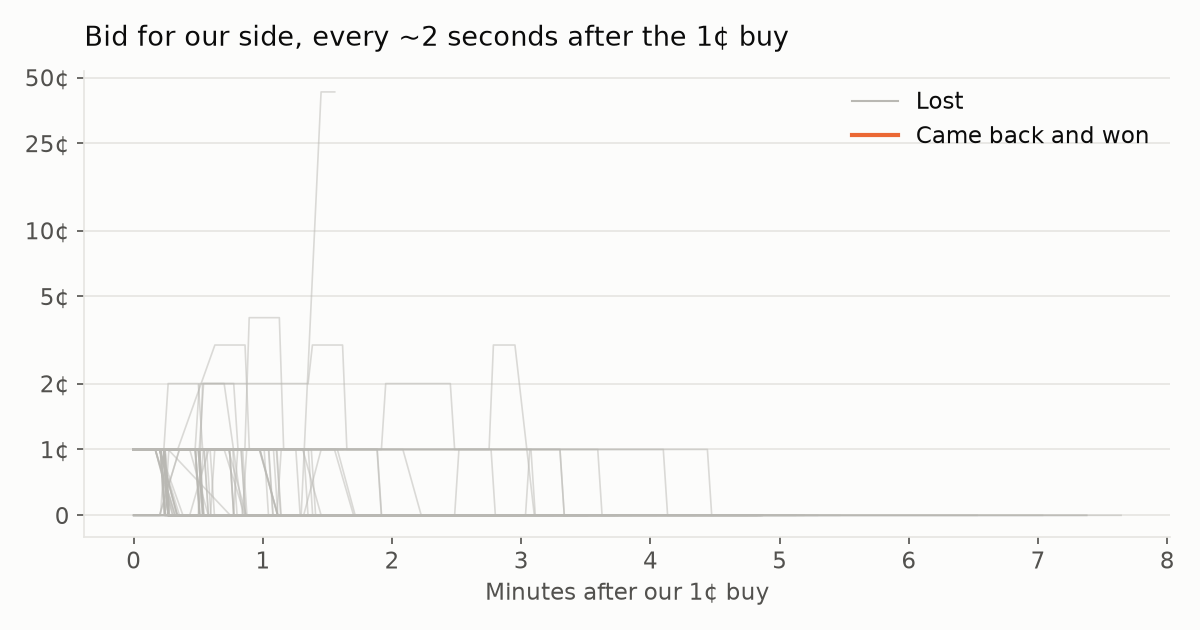 Bid for our side, every ~2 seconds after the 1¢ buy
50¢
25¢
10¢
5¢
2¢
1¢
0
Lost
Came back and won
0 1 2 3 4 5 6 7 8
Minutes after our 1¢ buy